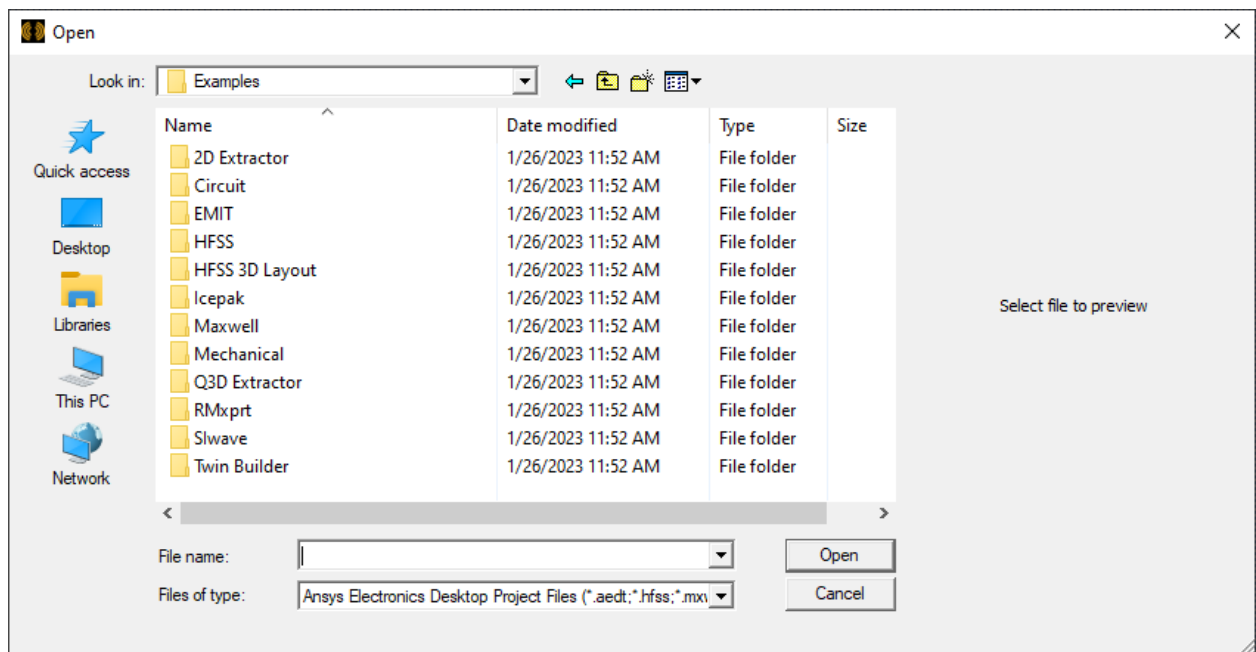 Open
Look in: Examples
Name Date modified Type Size
Quick access
Desktop
Libraries
This PC
Network
2D Extractor 1/26/2023 11:52 AM File folder
Circuit 1/26/2023 11:52 AM File folder
EMIT 1/26/2023 11:52 AM File folder
HFSS 1/26/2023 11:52 AM File folder
HFSS 3D Layout 1/26/2023 11:52 AM File folder
Icepak 1/26/2023 11:52 AM File folder
Maxwell 1/26/2023 11:52 AM File folder
Mechanical 1/26/2023 11:52 AM File folder
Q3D Extractor 1/26/2023 11:52 AM File folder
RMxprt 1/26/2023 11:52 AM File folder
SIwave 1/26/2023 11:52 AM File folder
Twin Builder 1/26/2023 11:52 AM File folder
Select file to preview
File name: Open
Files of type: Ansys Electronics Desktop Project Files (*.aedt;*.hfss;*.mxw Cancel